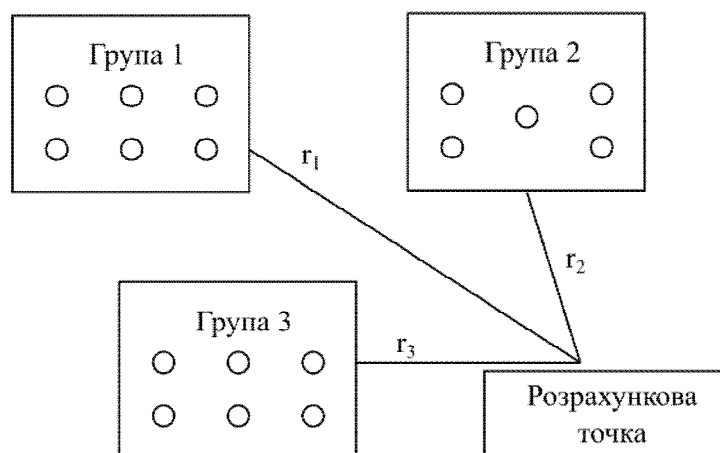 Група 1
Група 2
r₁
r₂
Група 3
r₃
Розрахункова
точка